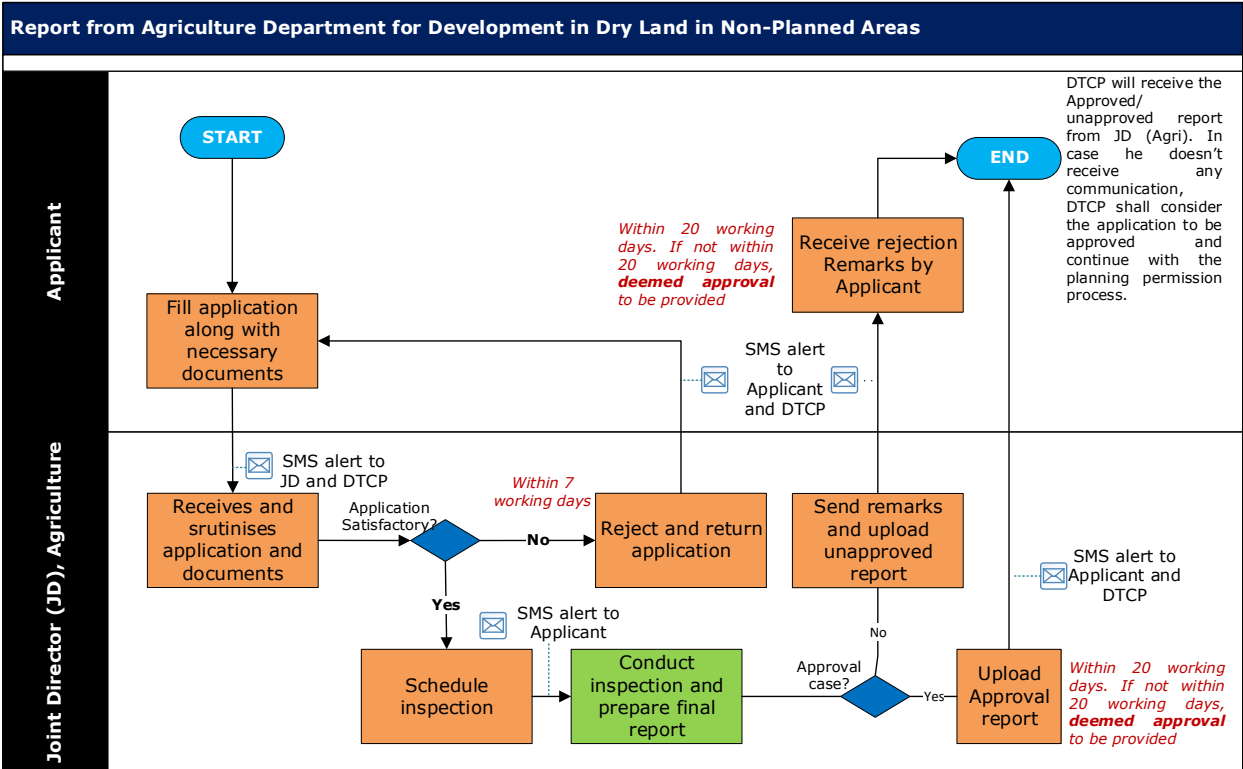 Report from Agriculture Department for Development in Dry Land in Non-Planned Areas
Applicant
START
Fill application
along with
necessary
documents
Within 20 working
days. If not within
20 working days,
deemed approval
to be provided
Receive rejection
Remarks by
Applicant
END
DTCP will receive the
Approved/
unapproved report
from JD (Agri). In
case he doesn’t
receive any
communication,
DTCP shall consider
the application to be
approved and
continue with the
planning permission
process.
SMS alert
to
Applicant
and DTCP
Joint Director (JD), Agriculture
SMS alert to
JD and DTCP
Receives and
srutinises
application and
documents
Application
Satisfactory?
Within 7
working days
No
Reject and return
application
Send remarks
and upload
unapproved
report
SMS alert to
Applicant and
DTCP
Yes
SMS alert to
Applicant
Schedule
inspection
Conduct
inspection and
prepare final
report
Approval
case?
No
Yes
Upload
Approval
report
Within 20 working
days. If not within
20 working days,
deemed approval
to be provided